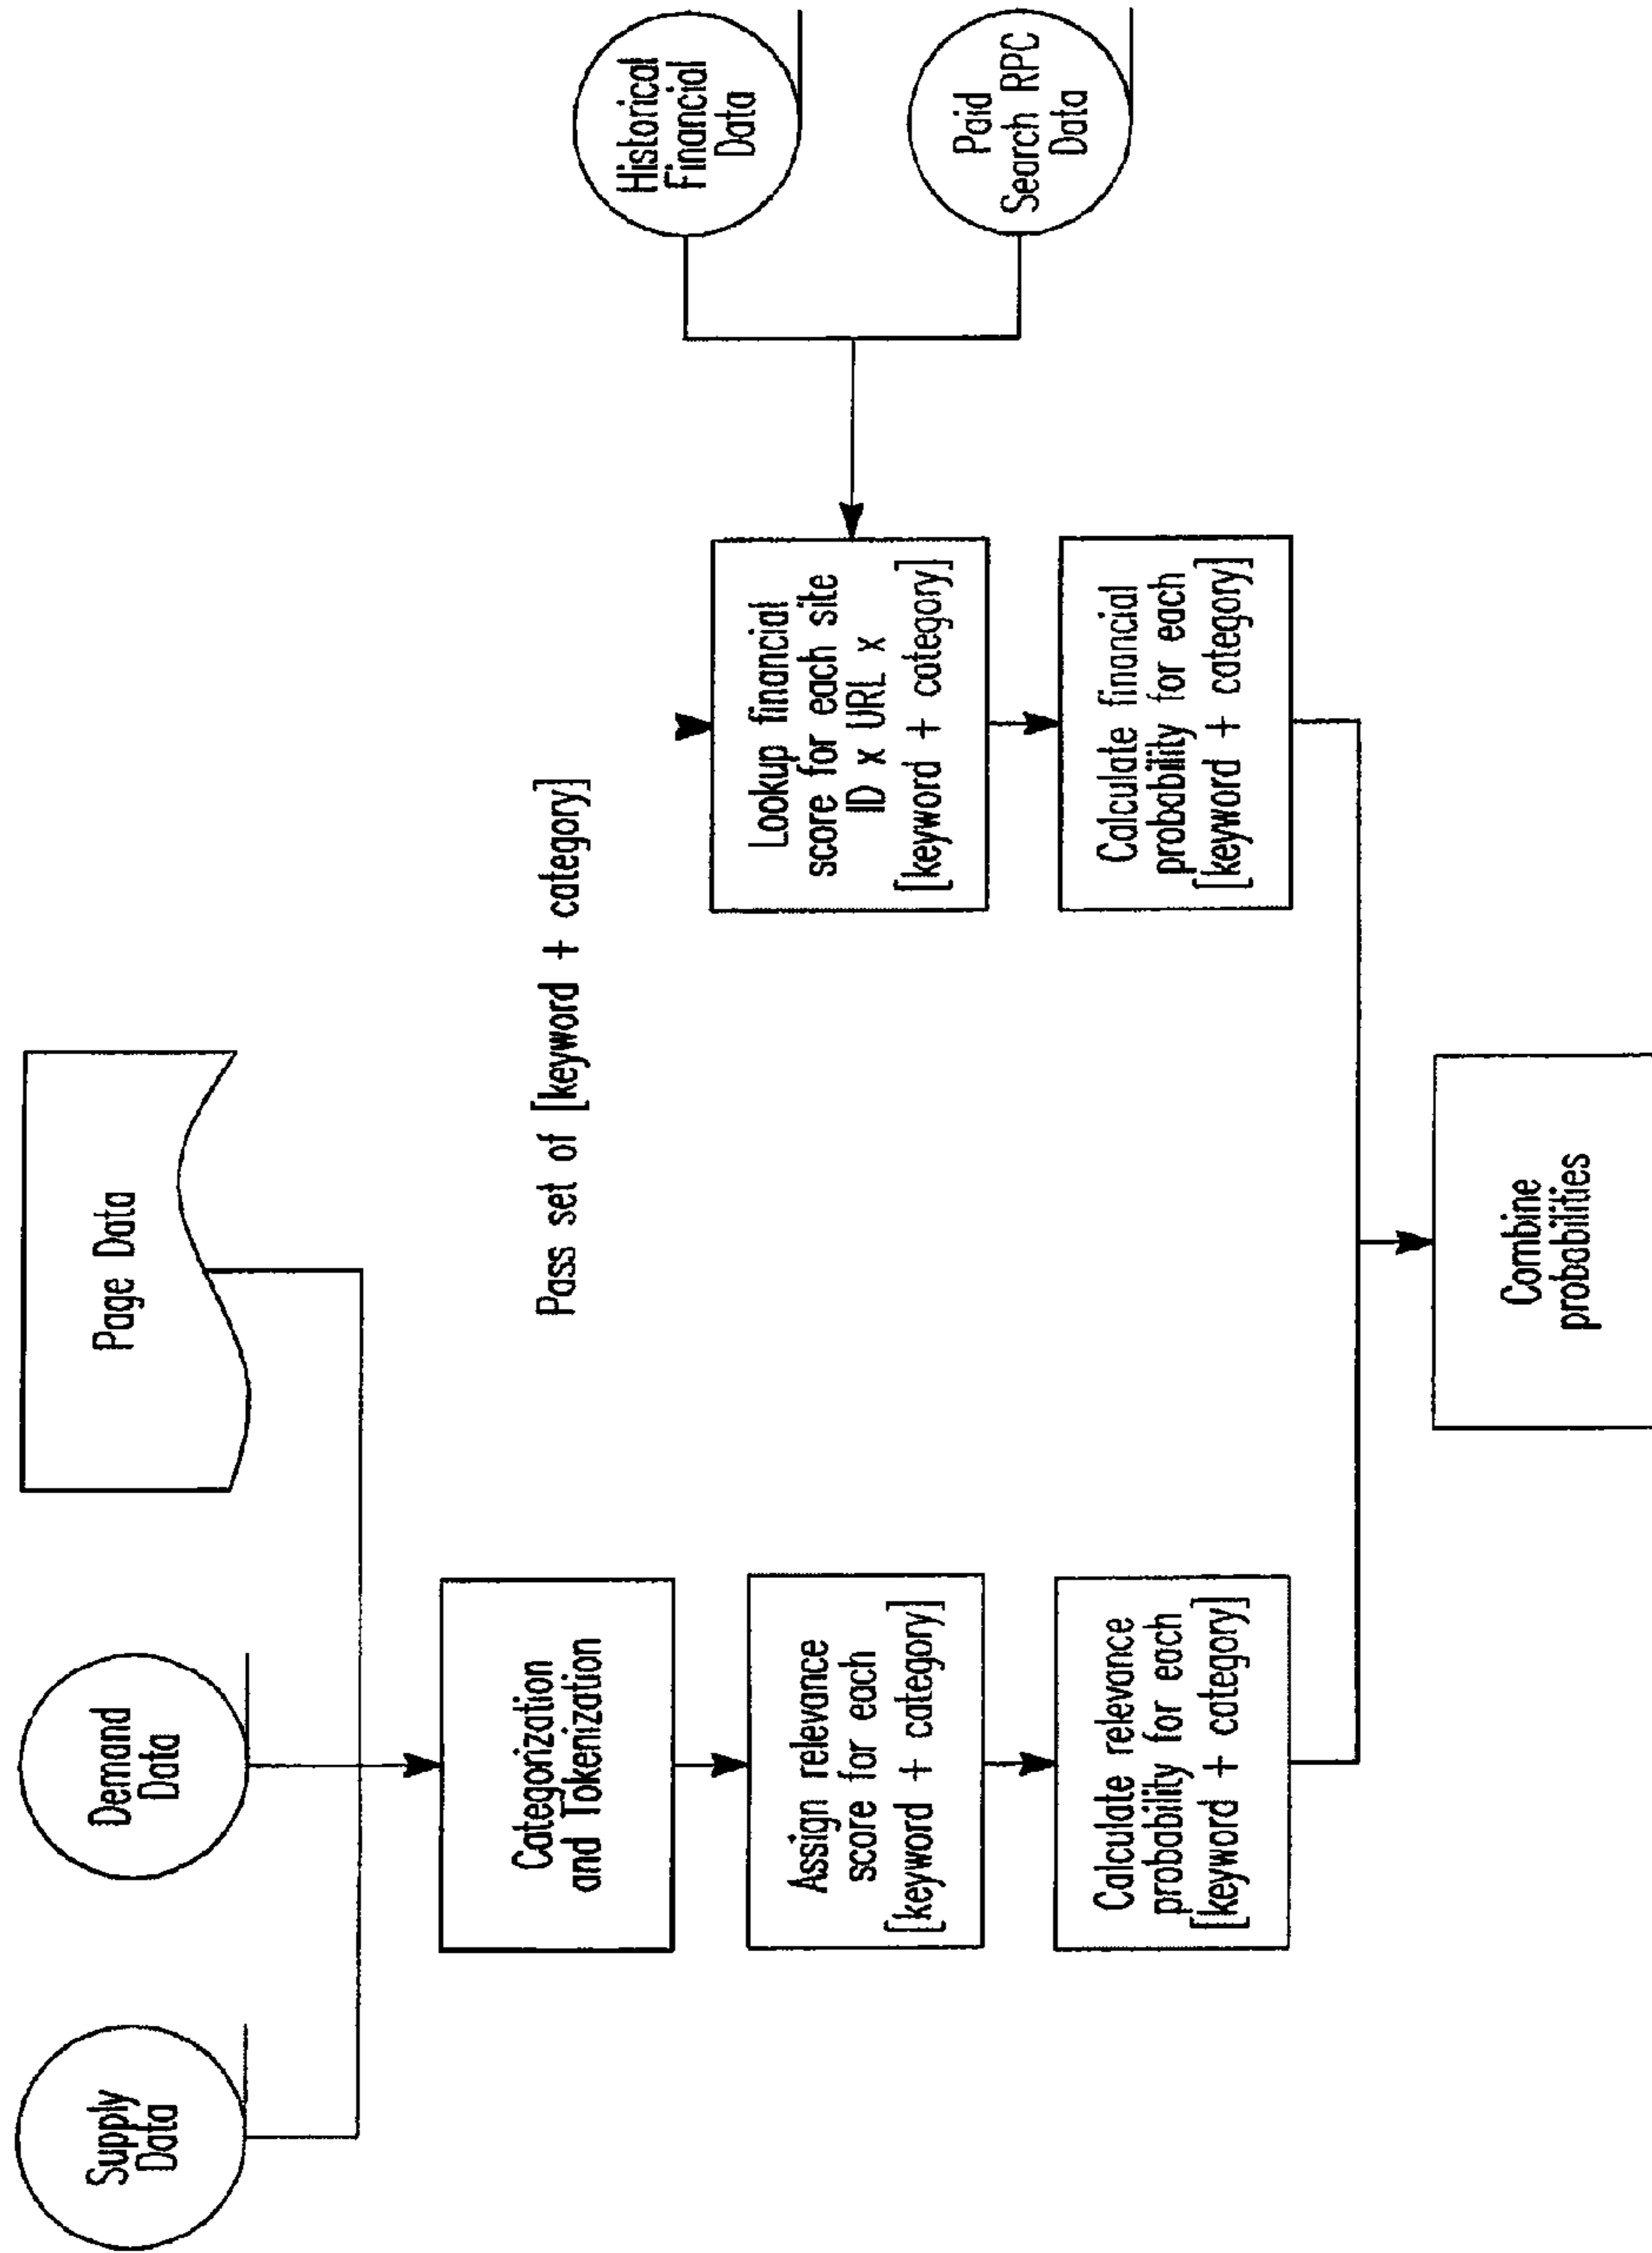 Supply
Data
Demand
Data
Page Data
Categorization
and Tokenization
Pass set of [keyword + category]
Assign relevance
score for each
[keyword + category]
Lookup financial
score for each site
ID x URL x
[keyword + category]
Historical
Financial
Data
Paid
Search RPC
Data
Calculate relevance
probability for each
[keyword + category]
Calculate financial
probability for each
[keyword + category]
Combine
probabilities